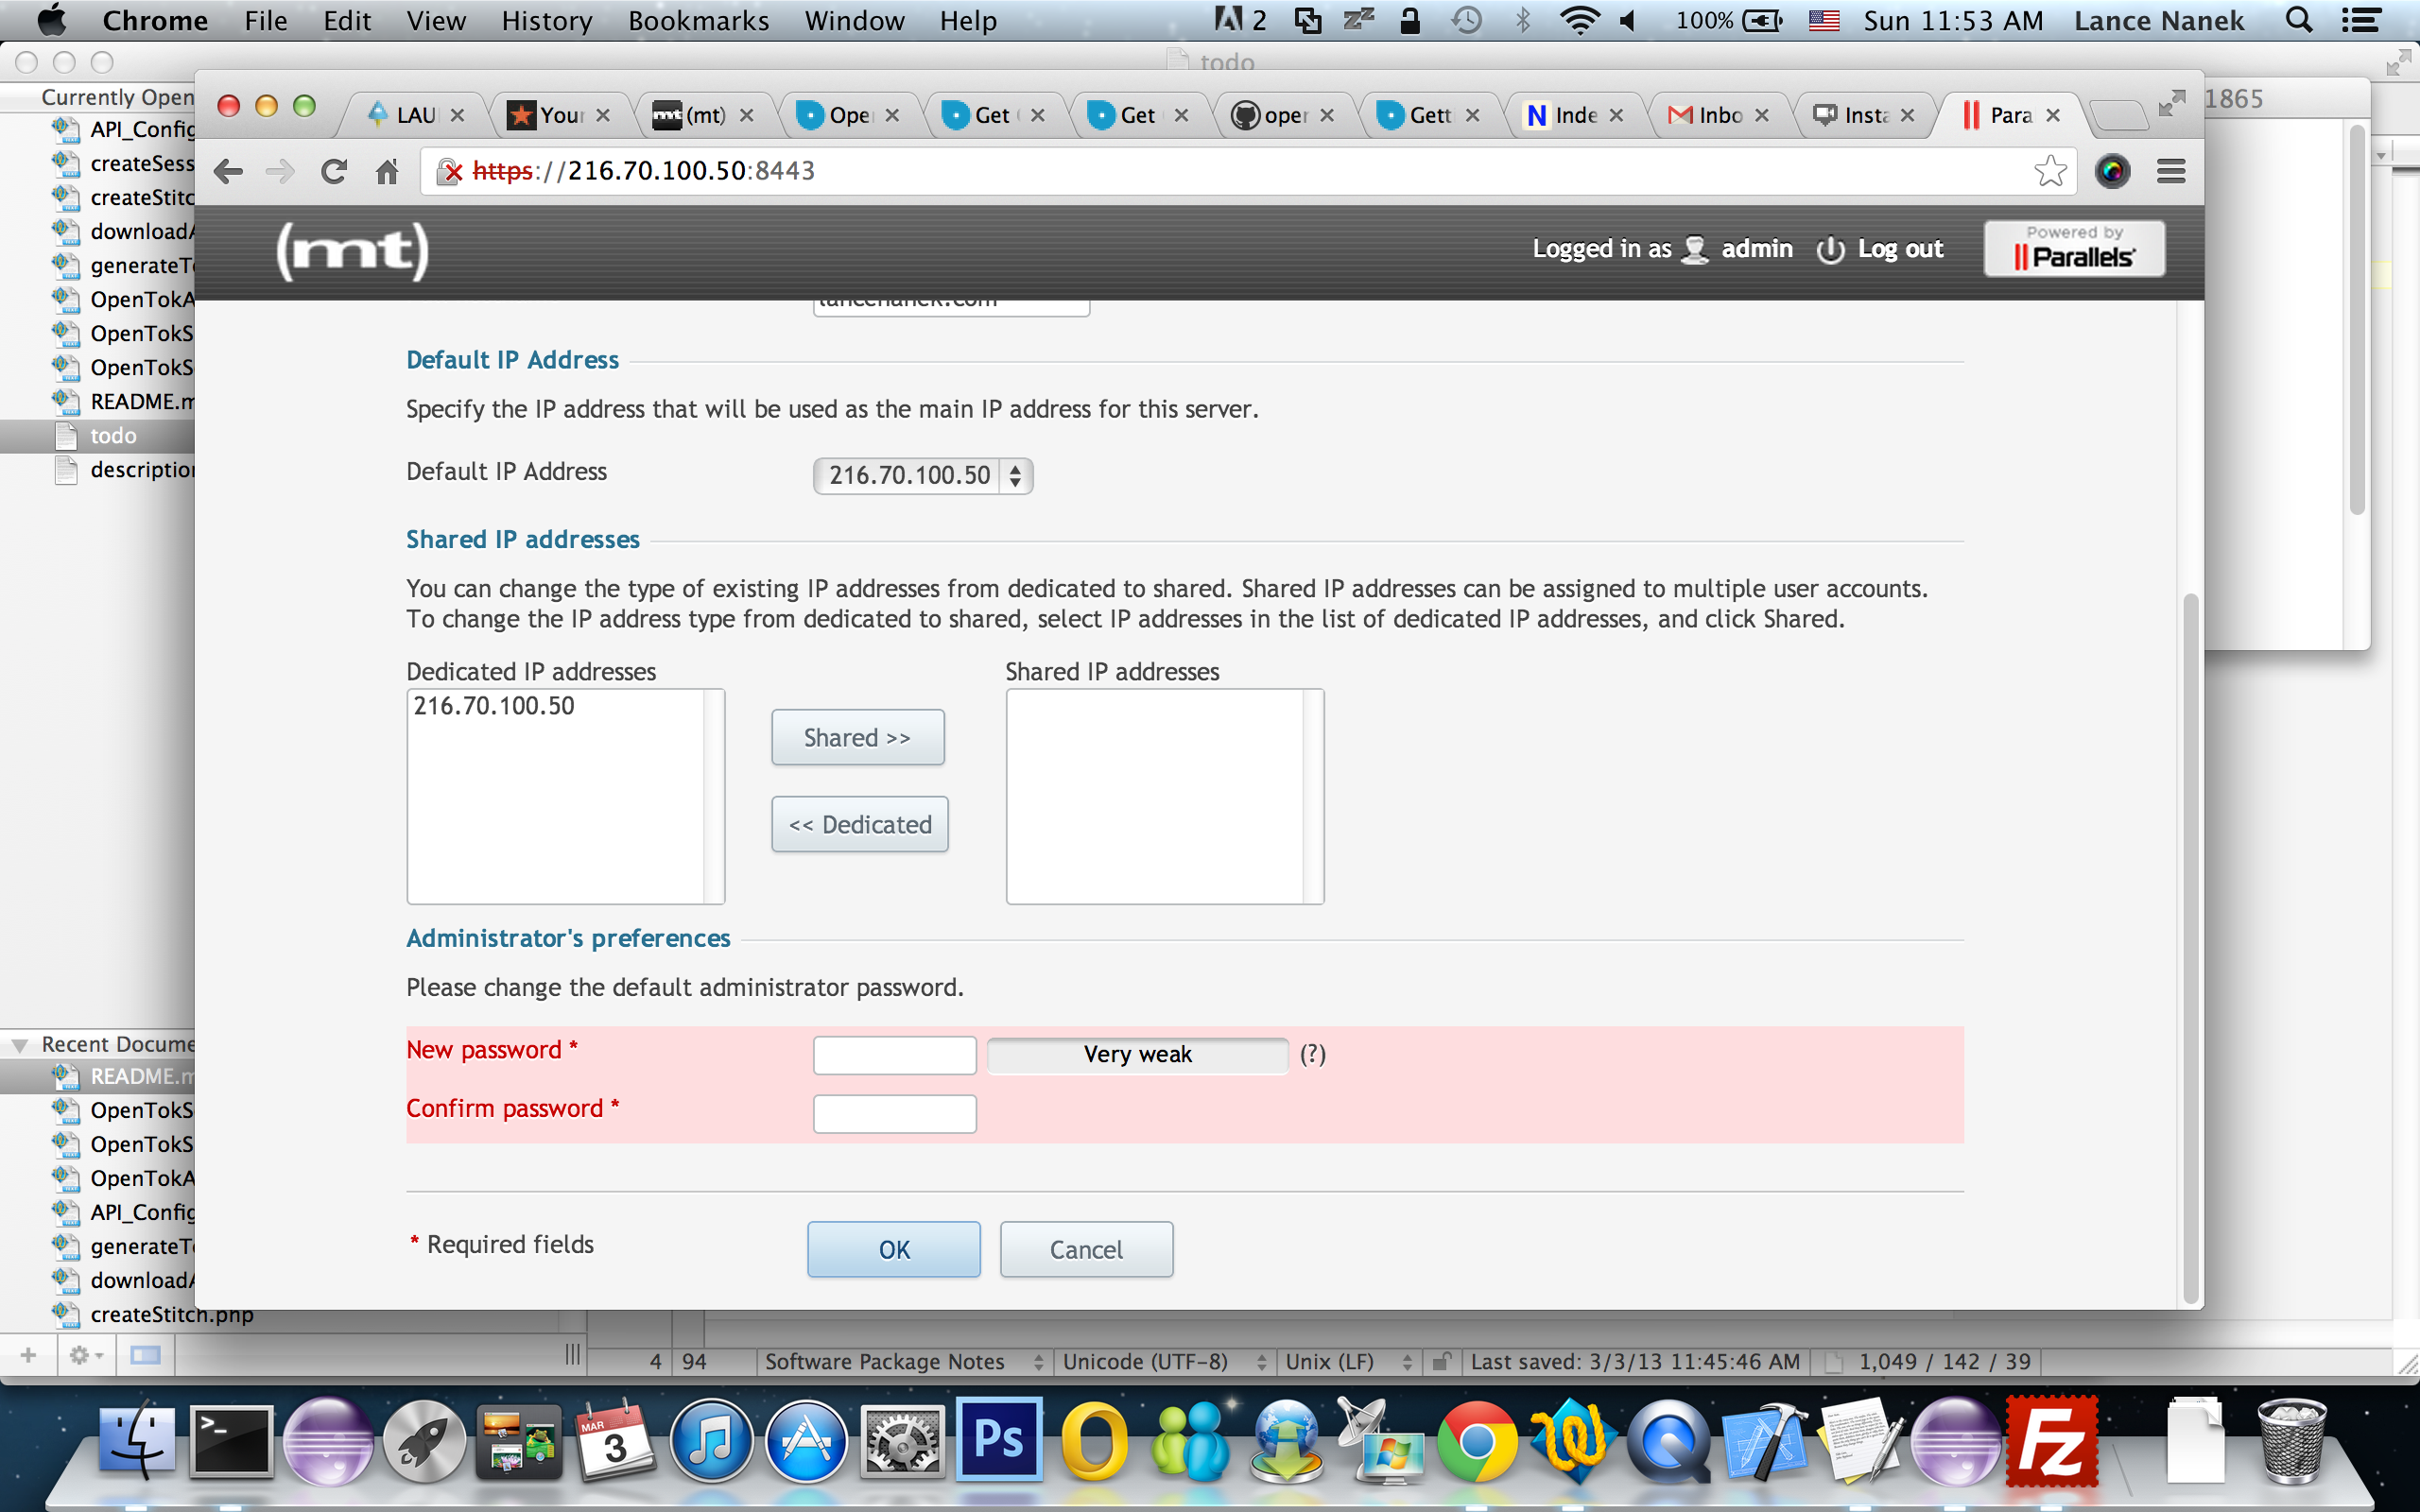 Chrome File Edit View History Bookmarks Window Help 2 100% Sun 11:53 AM Lance Nanek
todo
Currently Open
1865
LAU Your (mt) Ope Get Get oper Gett N Inde Inbo Insta Para
https://216.70.100.50:8443
(mt) Logged in as admin Log out Powered by Parallels
lancenanek.com
API_Config
createSess
createStitc
downloadA
generateTo
OpenTokA
OpenTokS
OpenTokS
README.m
todo
description
Default IP Address
Specify the IP address that will be used as the main IP address for this server.
Default IP Address 216.70.100.50
Shared IP addresses
You can change the type of existing IP addresses from dedicated to shared. Shared IP addresses can be assigned to multiple user accounts.
To change the IP address type from dedicated to shared, select IP addresses in the list of dedicated IP addresses, and click Shared.
Dedicated IP addresses Shared IP addresses
216.70.100.50
Shared >>
<< Dedicated
Administrator's preferences
Please change the default administrator password.
New password * Very weak (?)
Confirm password *
* Required fields OK Cancel
Recent Docume
README.m
OpenTokS
OpenTokS
OpenTokA
API_Config
generateTo
downloadA
createStitch.php
4 94 Software Package Notes Unicode (UTF-8) Unix (LF) Last saved: 3/3/13 11:45:46 AM 1,049 / 142 / 39
MAR
3
Ps
Fz